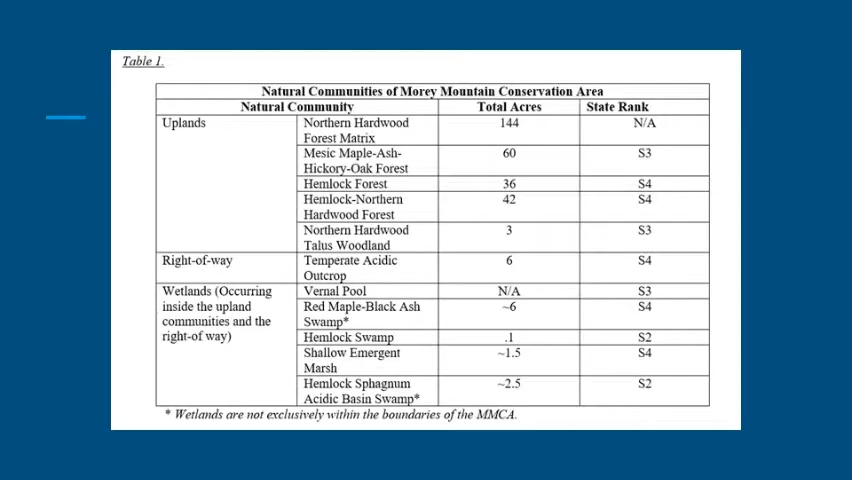 Table 1.
Natural Communities of Morey Mountain Conservation Area
Natural Community Total Acres State Rank
Uplands Northern Hardwood 144 N/A
Forest Matrix
Mesic Maple-Ash- 60 S3
Hickory-Oak Forest
Hemlock Forest 36 S4
Hemlock-Northern 42 S4
Hardwood Forest
Northern Hardwood 3 S3
Talus Woodland
Right-of-way Temperate Acidic 6 S4
Outcrop
Wetlands (Occurring Vernal Pool N/A S3
inside the upland Red Maple-Black Ash ~6 S4
communities and the Swamp*
right-of way) Hemlock Swamp .1 S2
Shallow Emergent ~1.5 S4
Marsh
Hemlock Sphagnum ~2.5 S2
Acidic Basin Swamp*
* Wetlands are not exclusively within the boundaries of the MMCA.